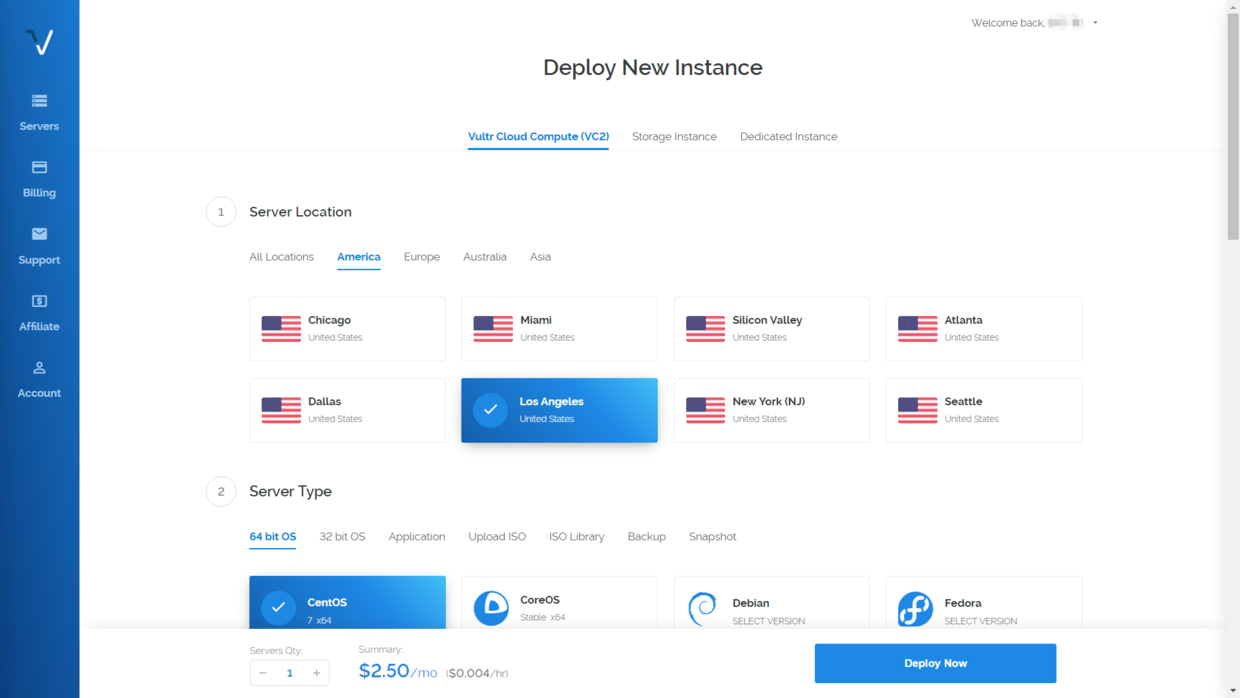 Welcome back,
Deploy New Instance
Servers
Billing
Support
Affiliate
Account
Vultr Cloud Compute (VC2)
Storage Instance
Dedicated Instance
1
Server Location
All Locations
America
Europe
Australia
Asia
Chicago
United States
Miami
United States
Silicon Valley
United States
Atlanta
United States
Dallas
United States
Los Angeles
United States
New York (NJ)
United States
Seattle
United States
2
Server Type
64 bit OS
32 bit OS
Application
Upload ISO
ISO Library
Backup
Snapshot
CentOS
7 x64
CoreOS
Stable x64
Debian
SELECT VERSION
Fedora
SELECT VERSION
Servers Qty:
− 1 +
Summary:
$2.50/mo ($0.004/hr)
Deploy Now